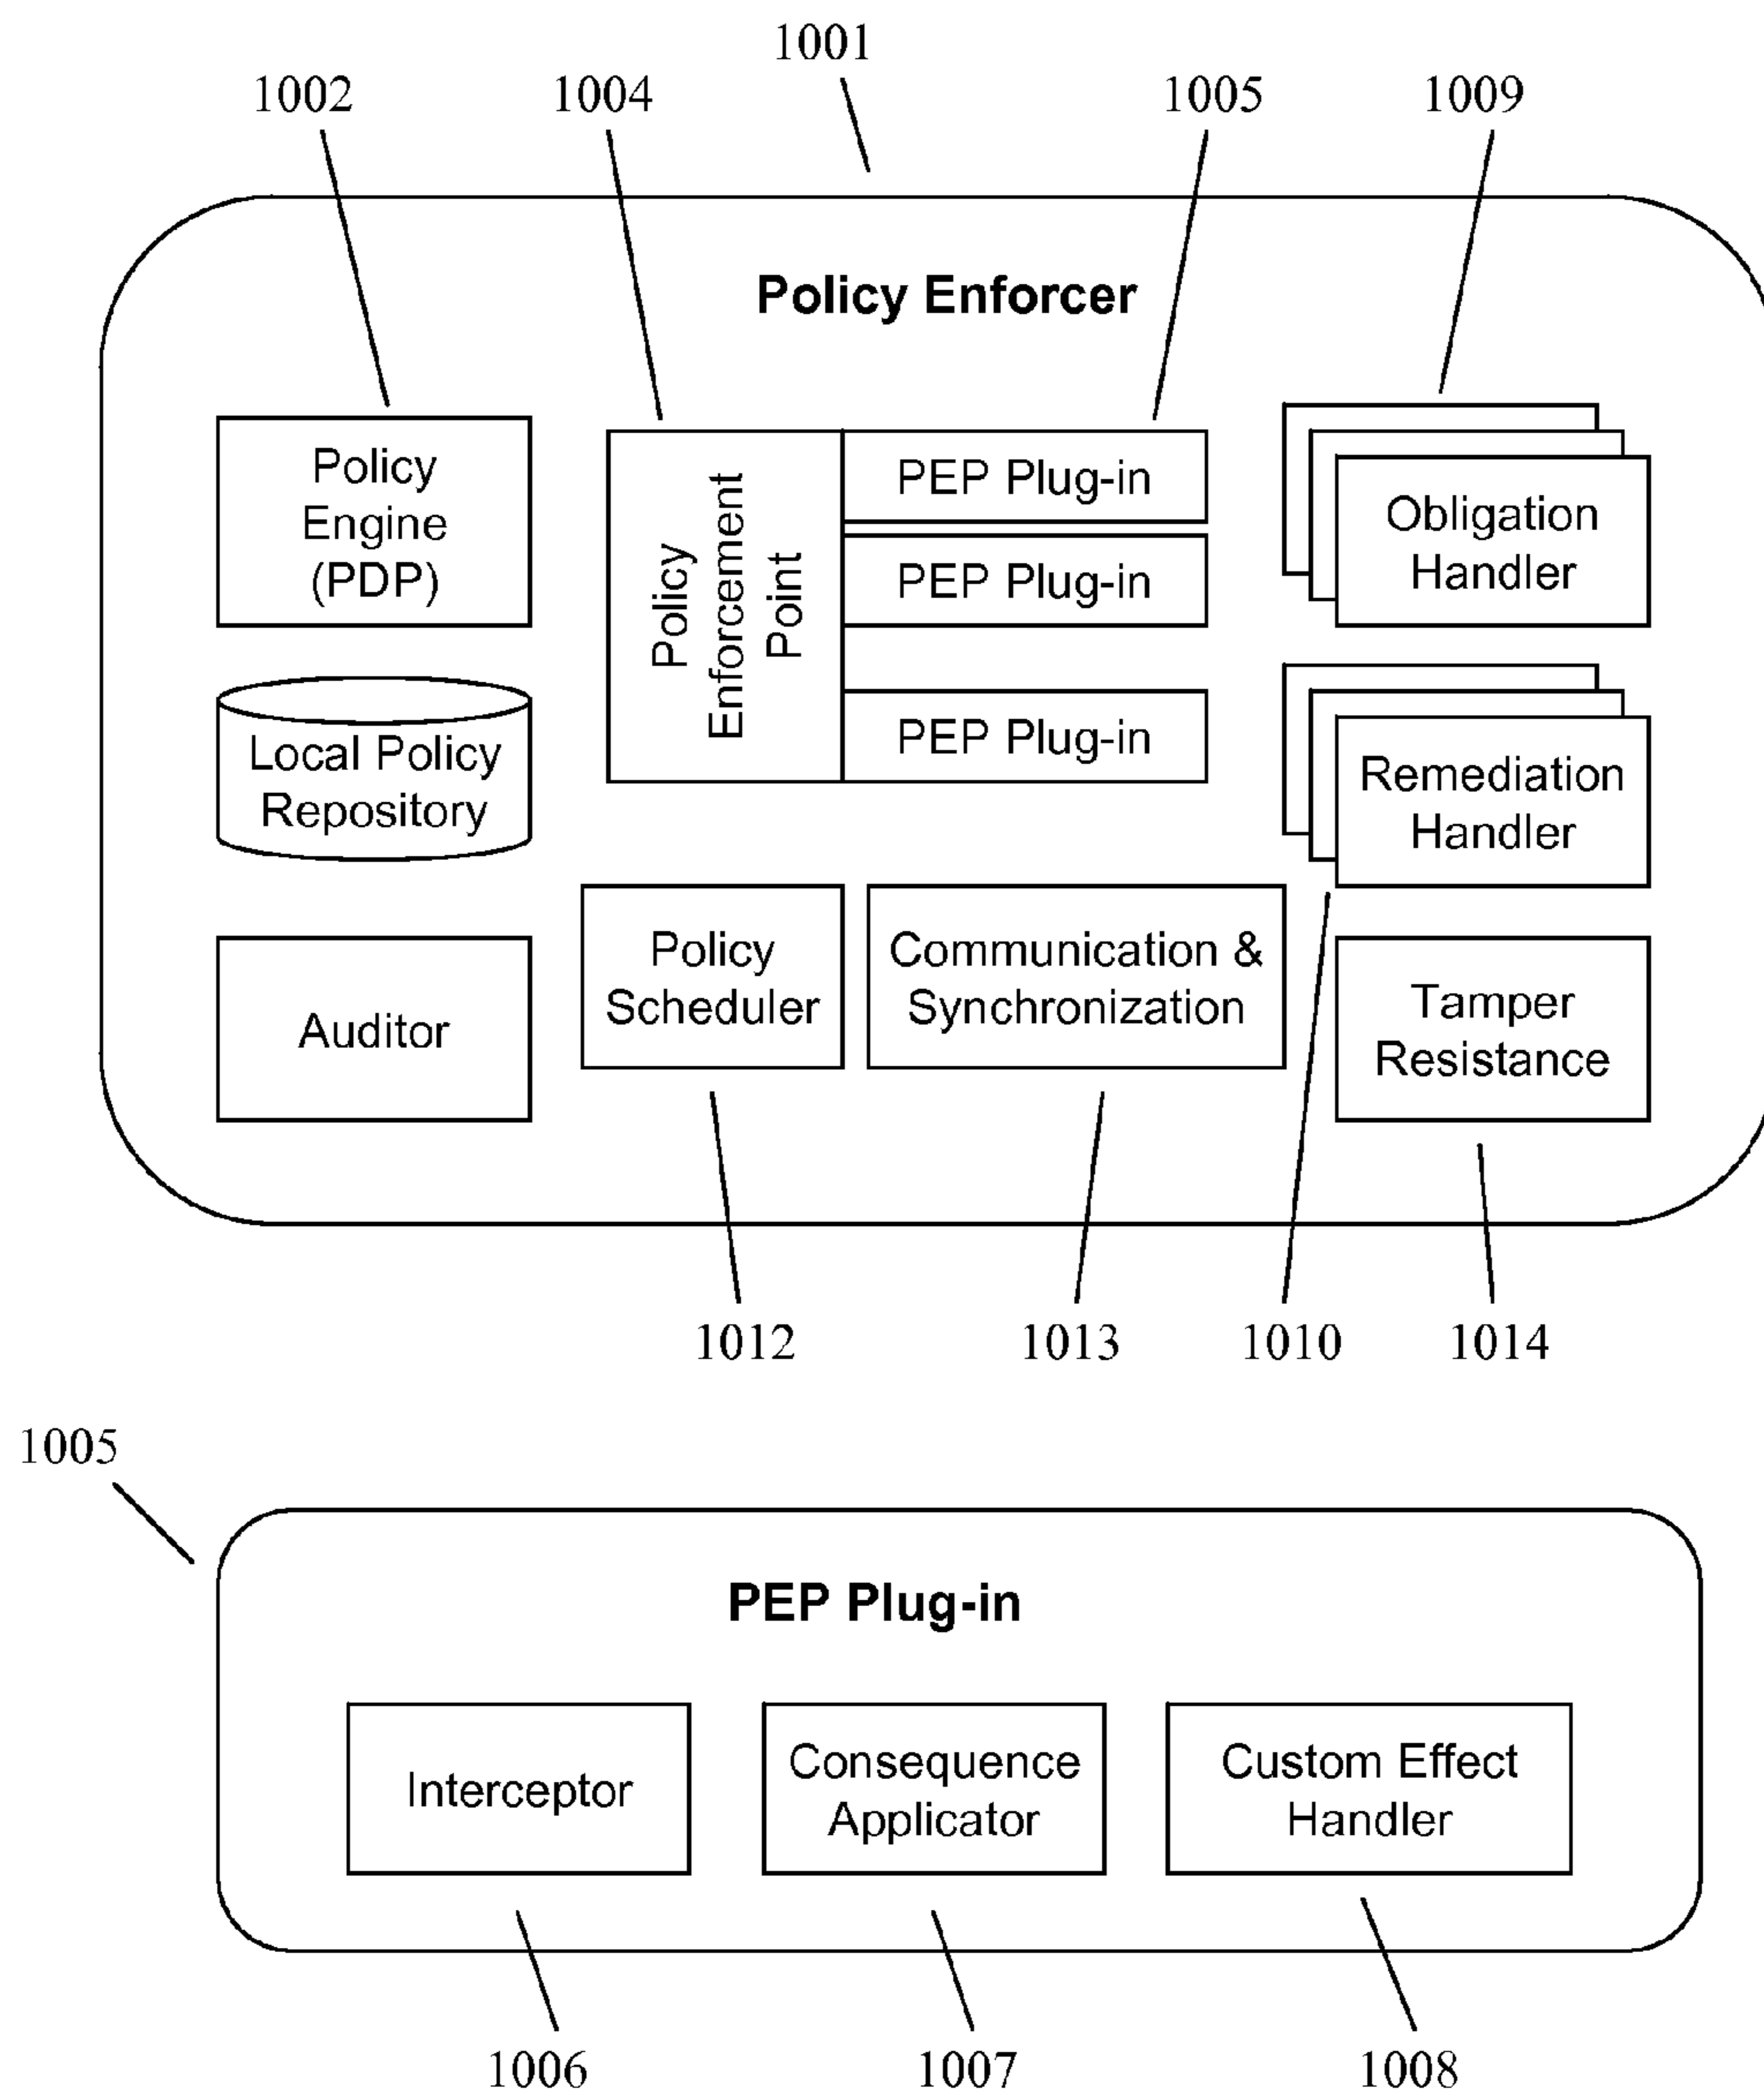 1001
1002
1004
1005
1009
Policy Enforcer
Policy
Engine
(PDP)
Policy
Enforcement
Point
PEP Plug-in
PEP Plug-in
PEP Plug-in
Obligation
Handler
Local Policy
Repository
Remediation
Handler
Auditor
Policy
Scheduler
Communication &
Synchronization
Tamper
Resistance
1012
1013
1010
1014
1005
PEP Plug-in
Interceptor
Consequence
Applicator
Custom Effect
Handler
1006
1007
1008